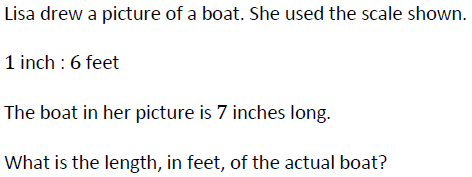 Lisa drew a picture of a boat. She used the scale shown.
1 inch : 6 feet
The boat in her picture is 7 inches long.
What is the length, in feet, of the actual boat?